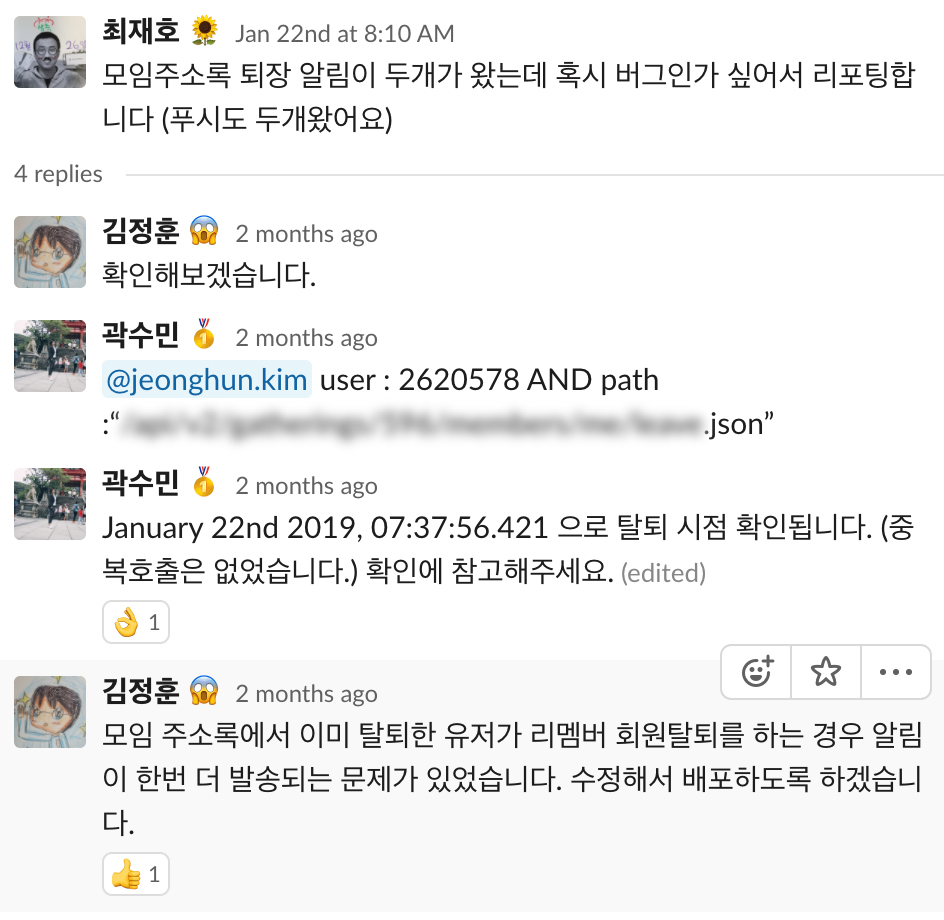 최재호 🌻 Jan 22nd at 8:10 AM
모임주소록 퇴장 알림이 두개가 왔는데 혹시 버그인가 싶어서 리포팅합
니다 (푸시도 두개왔어요)
4 replies
김정훈 😱 2 months ago
확인해보겠습니다.
곽수민 🏅 2 months ago
@jeonghun.kim user : 2620578 AND path
:“ .json”
곽수민 🏅 2 months ago
January 22nd 2019, 07:37:56.421 으로 탈퇴 시점 확인됩니다. (중
복호출은 없었습니다.) 확인에 참고해주세요. (edited)
👌 1
김정훈 😱 2 months ago
모임 주소록에서 이미 탈퇴한 유저가 리멤버 회원탈퇴를 하는 경우 알림
이 한번 더 발송되는 문제가 있었습니다. 수정해서 배포하도록 하겠습니
다.
👍 1